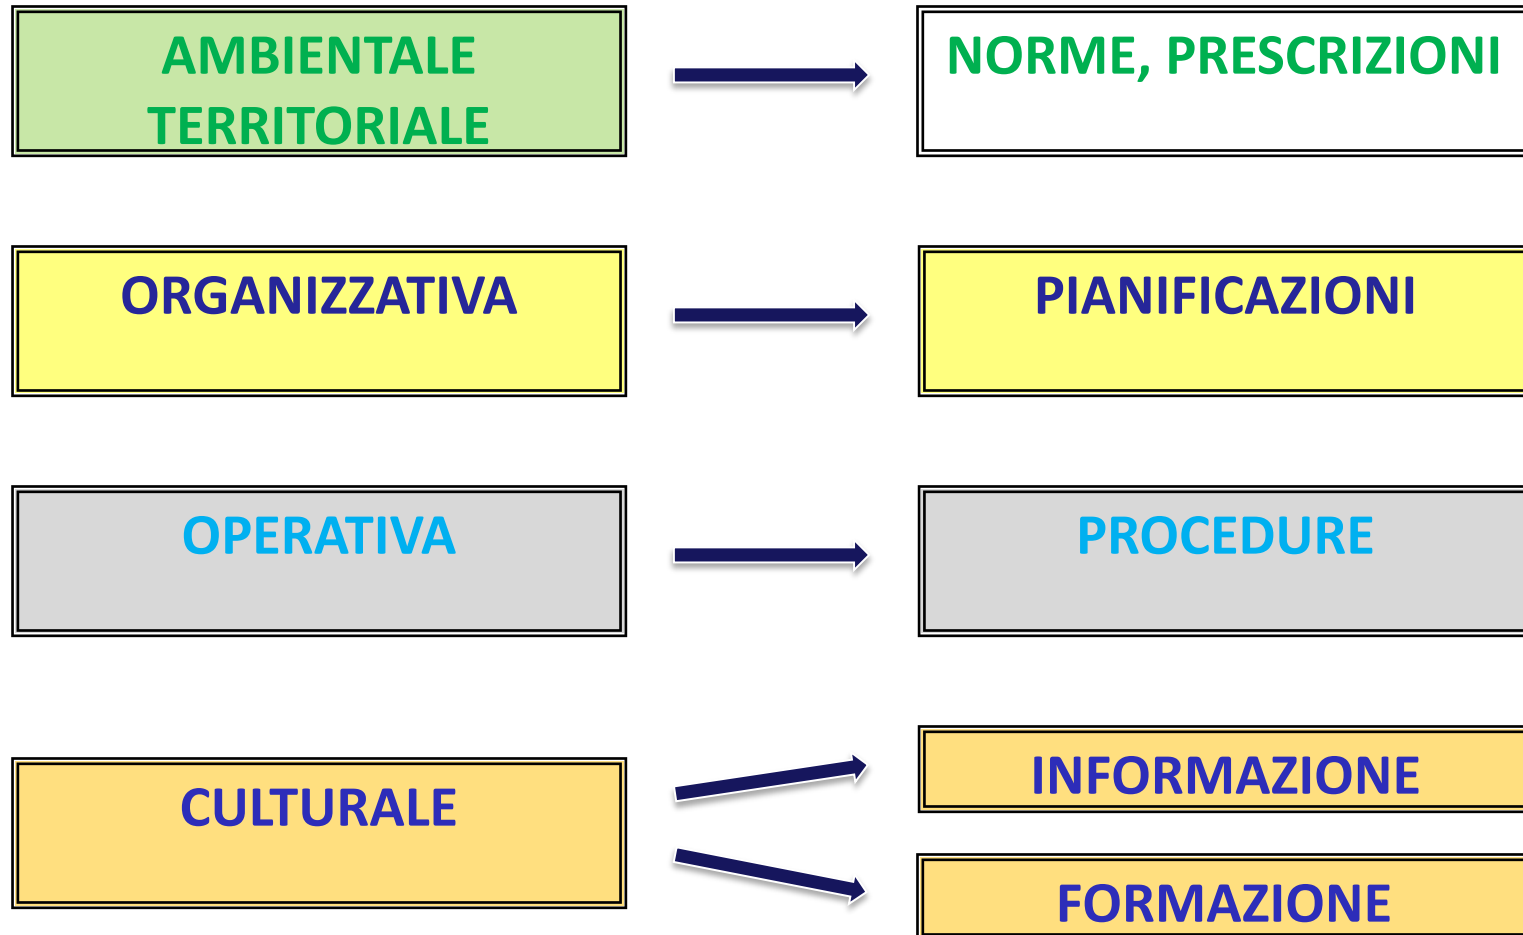 AMBIENTALE
TERRITORIALE
NORME, PRESCRIZIONI
ORGANIZZATIVA
PIANIFICAZIONI
OPERATIVA
PROCEDURE
CULTURALE
INFORMAZIONE
FORMAZIONE